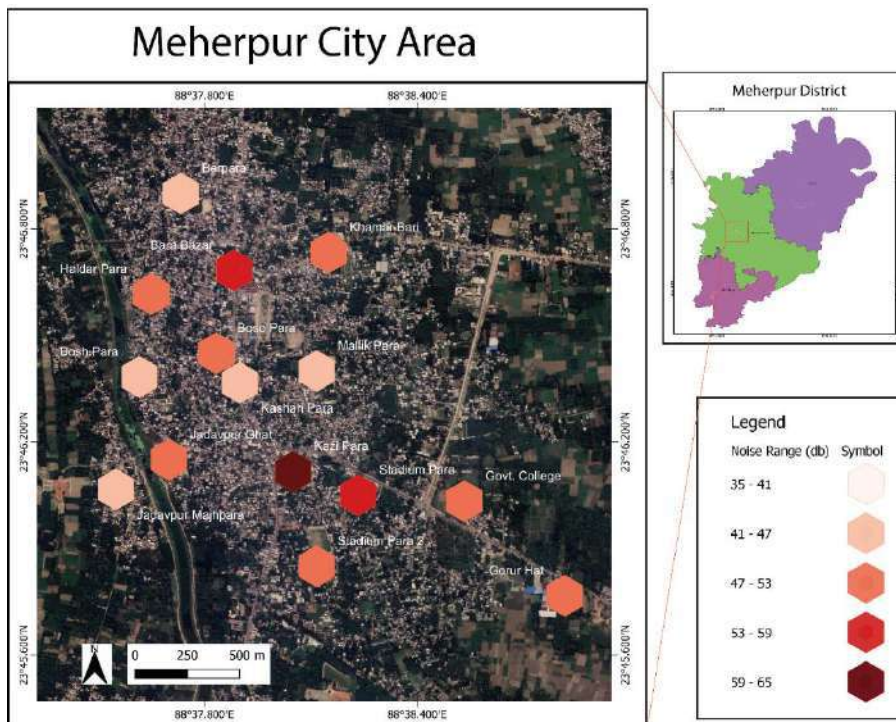 Meherpur City Area
88°37.800'E
88°38.400'E
23°46.800'N
23°46.200'N
23°45.600'N
23°46.800'N
23°46.200'N
23°45.600'N
Barpara
Khamar Bari
Bara Bazar
Haldar Para
Bose Para
Mallik Para
Bosh Para
Kashari Para
Jadavpur Ghat
Kazi Para
Stadium Para
Govt. College
Jadavpur Majhpara
Stadium Para 2
Gorur Hat
N
0 250 500 m
88°37.800'E
88°38.400'E
Meherpur District
Legend
Noise Range (db) Symbol
35 - 41
41 - 47
47 - 53
53 - 59
59 - 65